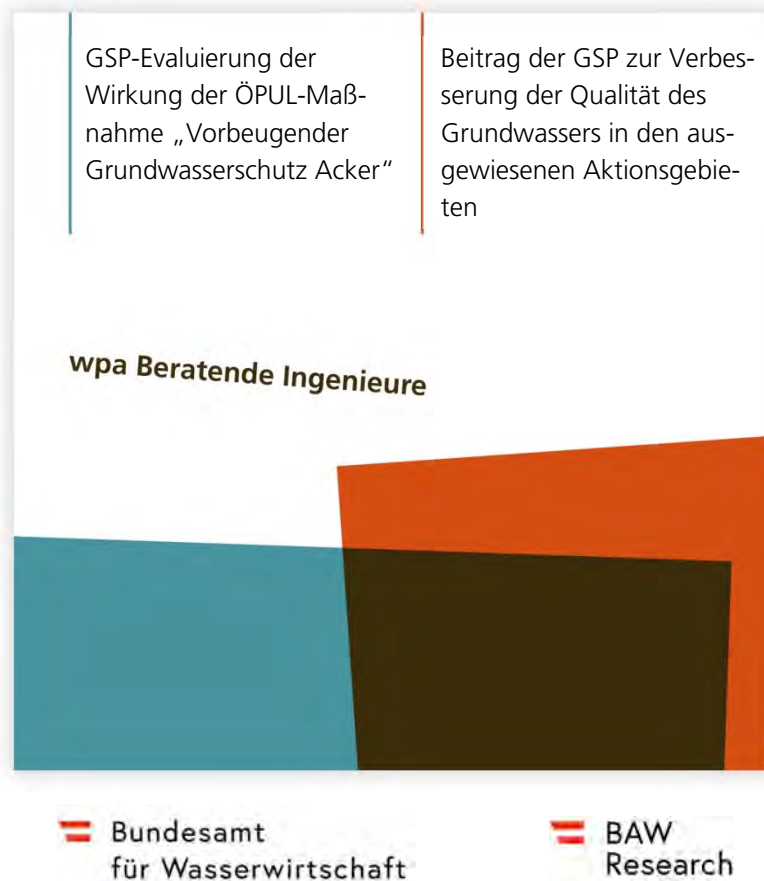 GSP-Evaluierung der
Wirkung der ÖPUL-Maß-
nahme „Vorbeugender
Grundwasserschutz Acker“
Beitrag der GSP zur Verbes-
serung der Qualität des
Grundwassers in den aus-
gewiesenen Aktionsgebie-
ten
wpa Beratende Ingenieure
Bundesamt
für Wasserwirtschaft
BAW
Research